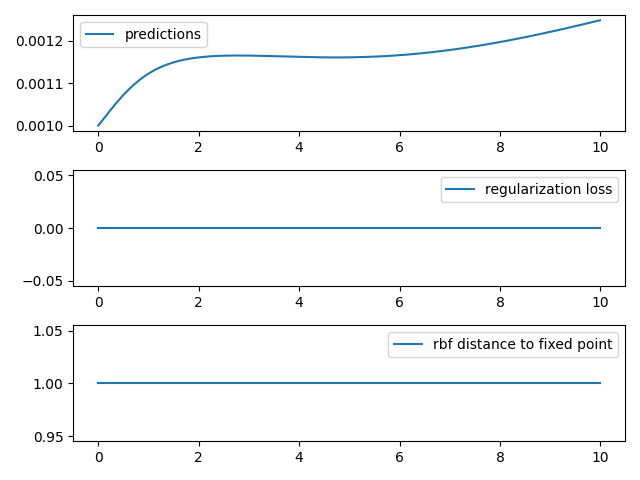 predictions
0.0012
0.0011
0.0010
0 2 4 6 8 10
regularization loss
0.05
0.00
−0.05
0 2 4 6 8 10
rbf distance to fixed point
1.05
1.00
0.95
0 2 4 6 8 10